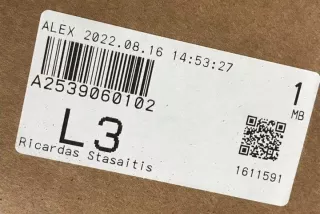 ALEX 2022.08.16 14:53:27
A2539060102
1
MB
L3
Ricardas Stasaitis
1611591